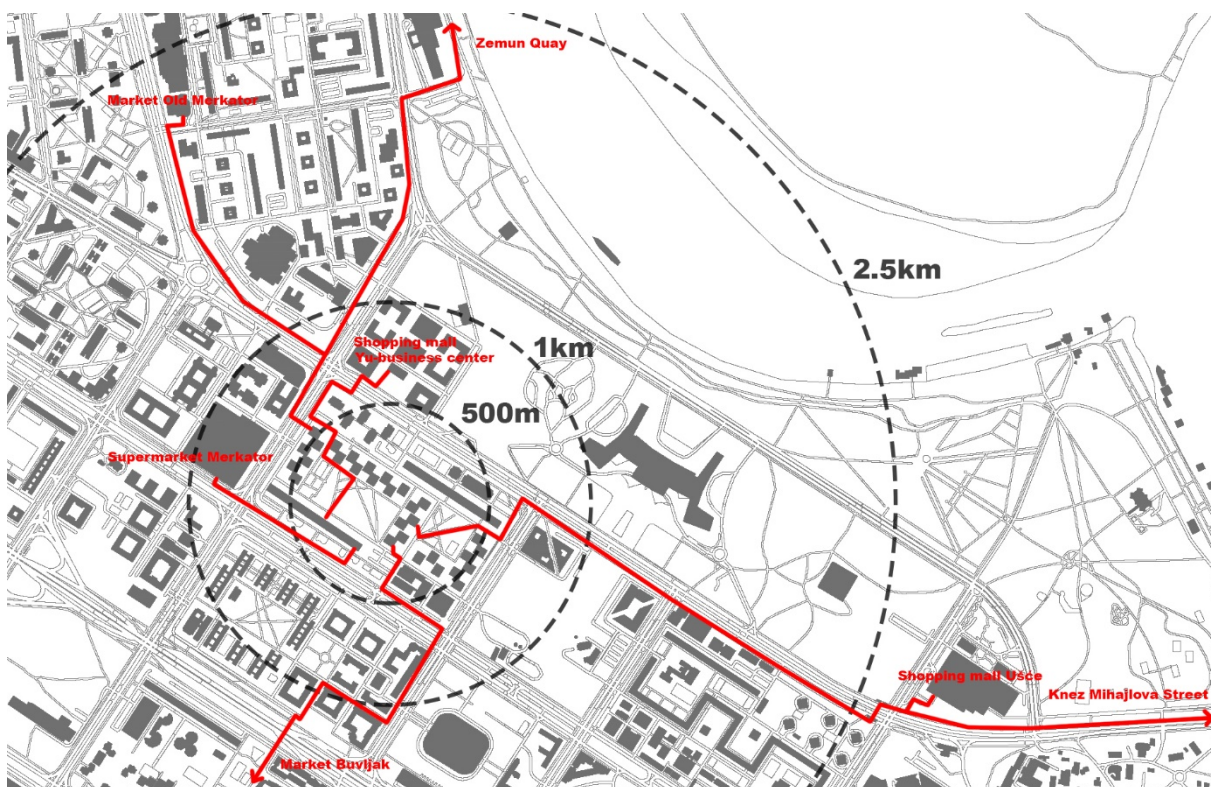 Zemun Quay
Market Old Merkator
2.5km
1km
Shopping mall
Yu-business center
500m
Supermarket Merkator
Shopping mall Ušće
Knez Mihajlova Street
Market Buvljak